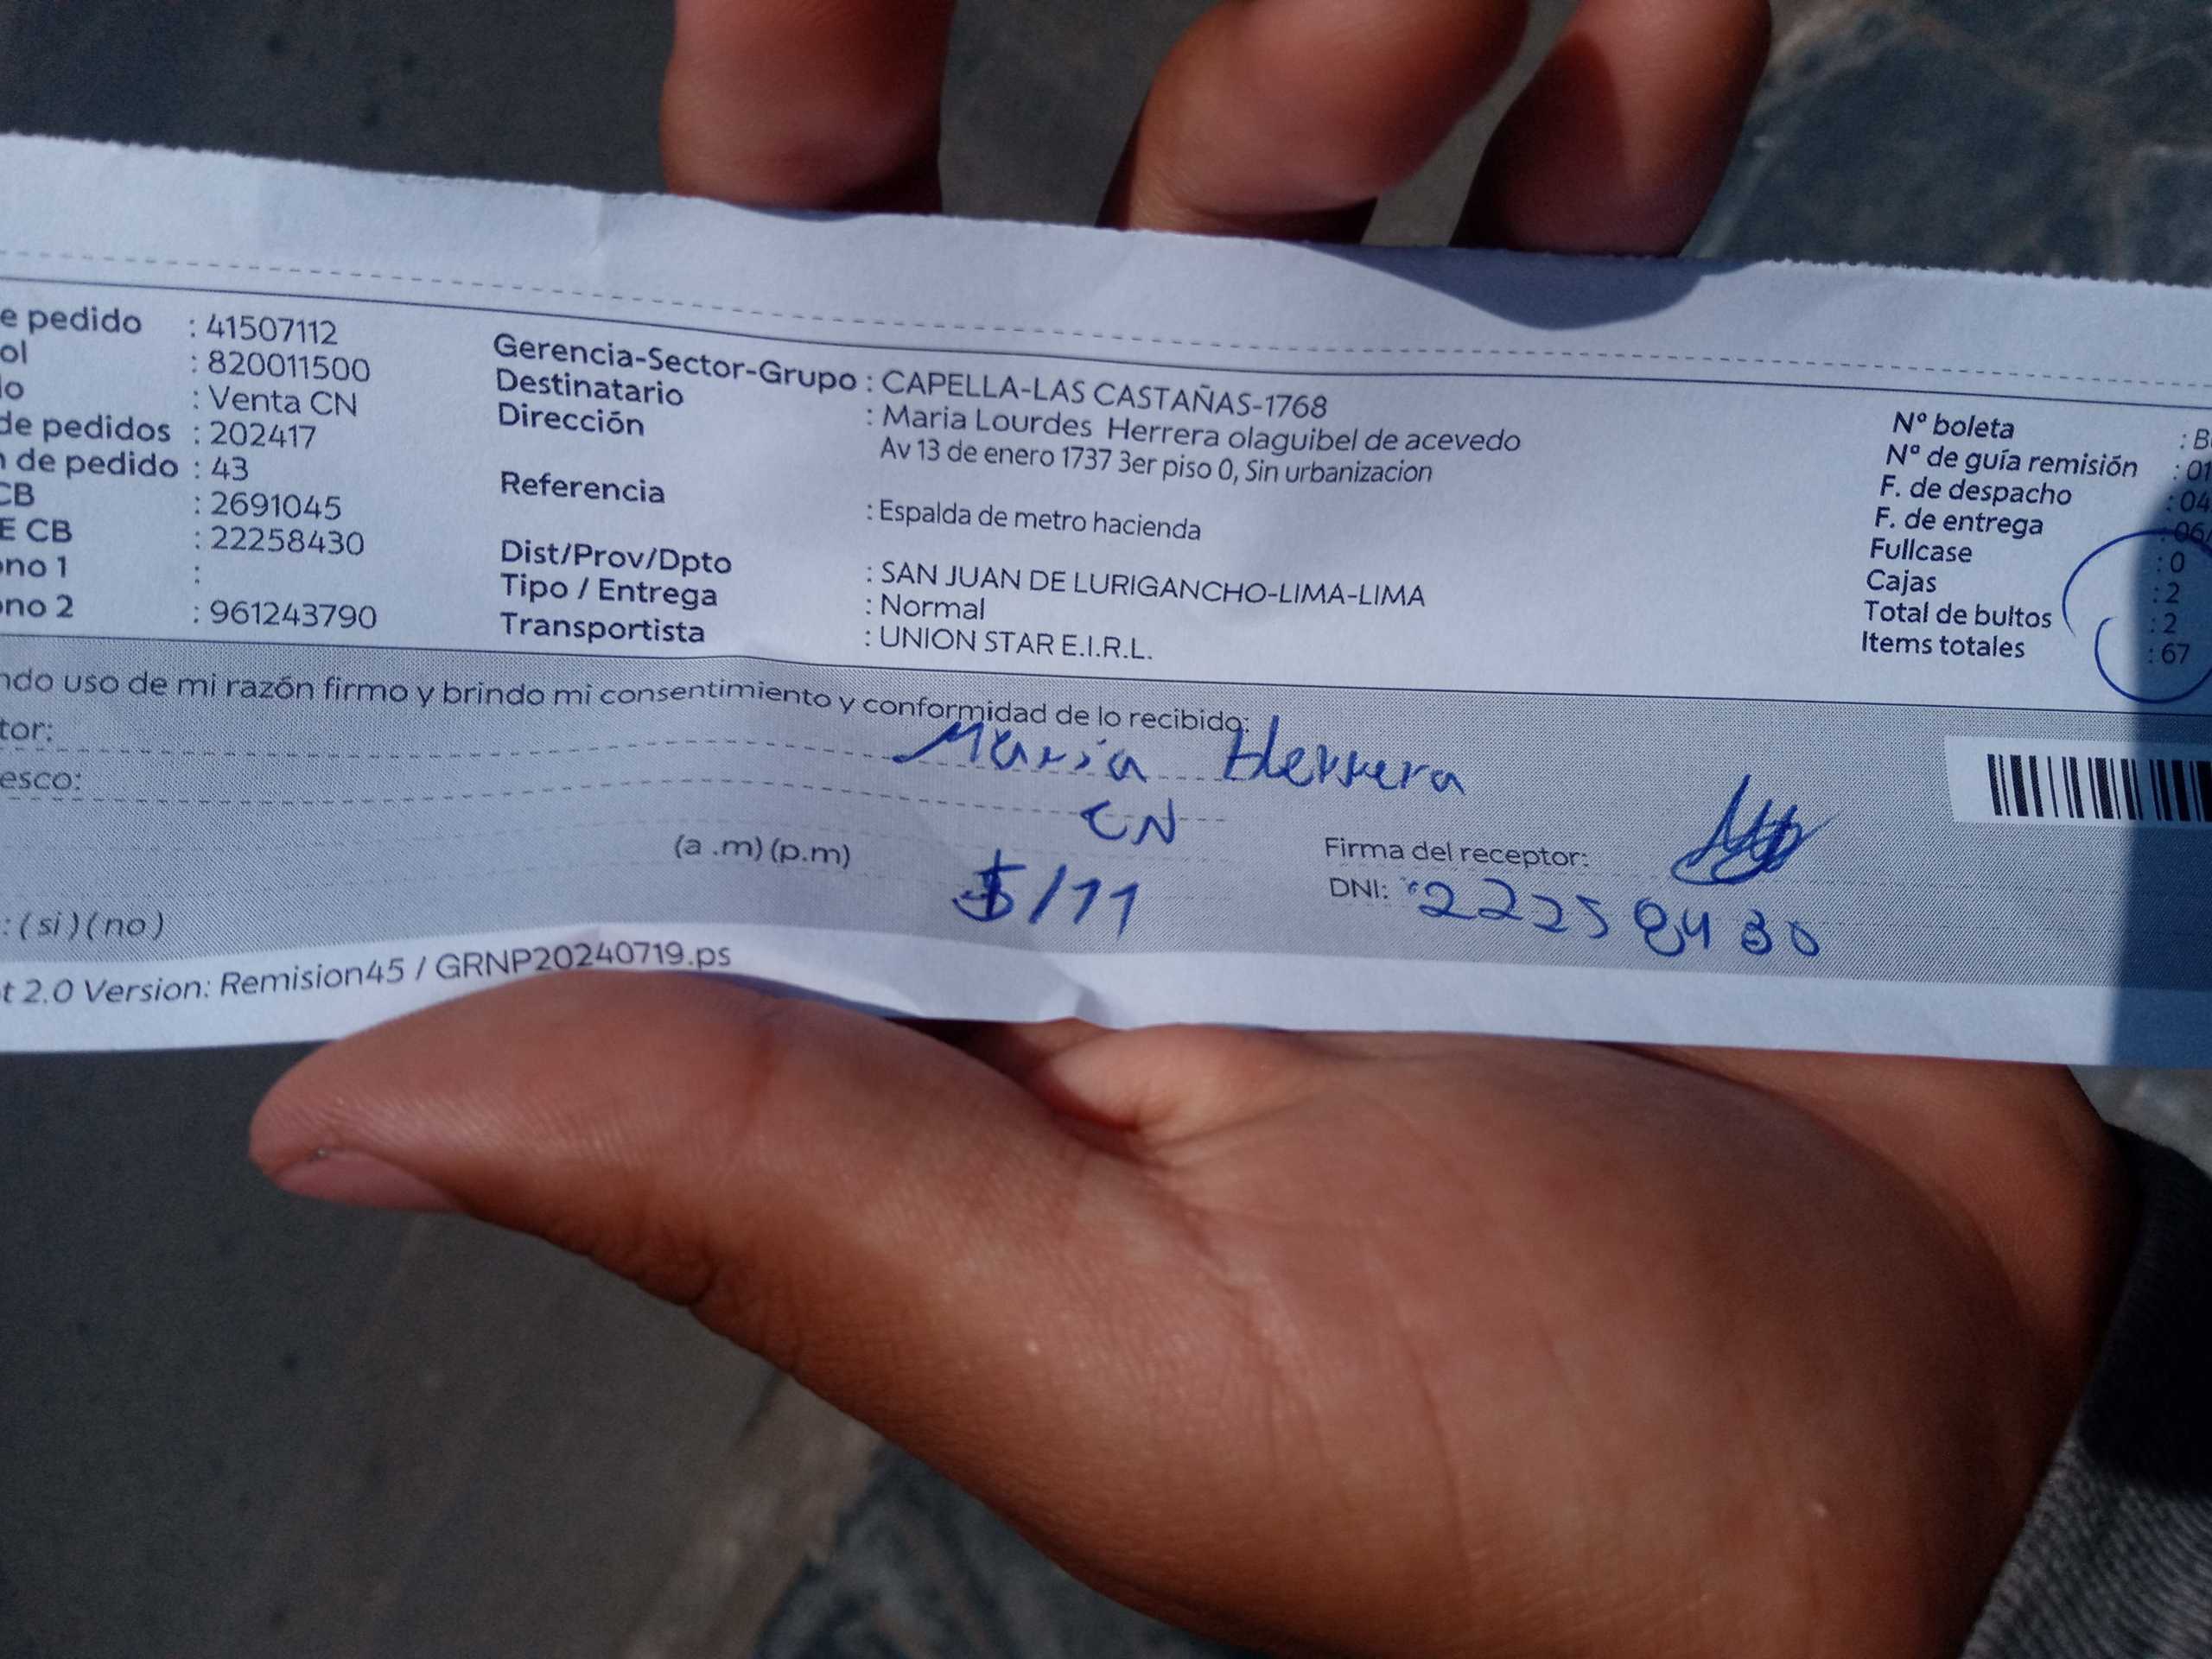 e pedido : 41507112
ol : 820011500
lo : Venta CN
de pedidos : 202417
n de pedido : 43
CB : 2691045
E CB : 22258430
ono 1 :
ono 2 : 961243790
Gerencia-Sector-Grupo : CAPELLA-LAS CASTAÑAS-1768
Destinatario : Maria Lourdes Herrera olaguibel de acevedo
Dirección Av 13 de enero 1737 3er piso 0, Sin urbanizacion
Referencia : Espalda de metro hacienda
Dist/Prov/Dpto : SAN JUAN DE LURIGANCHO-LIMA-LIMA
Tipo / Entrega : Normal
Transportista : UNION STAR E.I.R.L.
Nº boleta : B
Nº de guía remisión : 01
F. de despacho : 04
F. de entrega : 06/
Fullcase : 0
Cajas : 2
Total de bultos : 2
Items totales : 67
ndo uso de mi razón firmo y brindo mi consentimiento y conformidad de lo recibido:
tor: Maria Herrera
esco: CN
(a .m) (p.m)
$/11
Firma del receptor:
DNI: 22258430
: (si) (no)
t 2.0 Version: Remision45 / GRNP20240719.ps